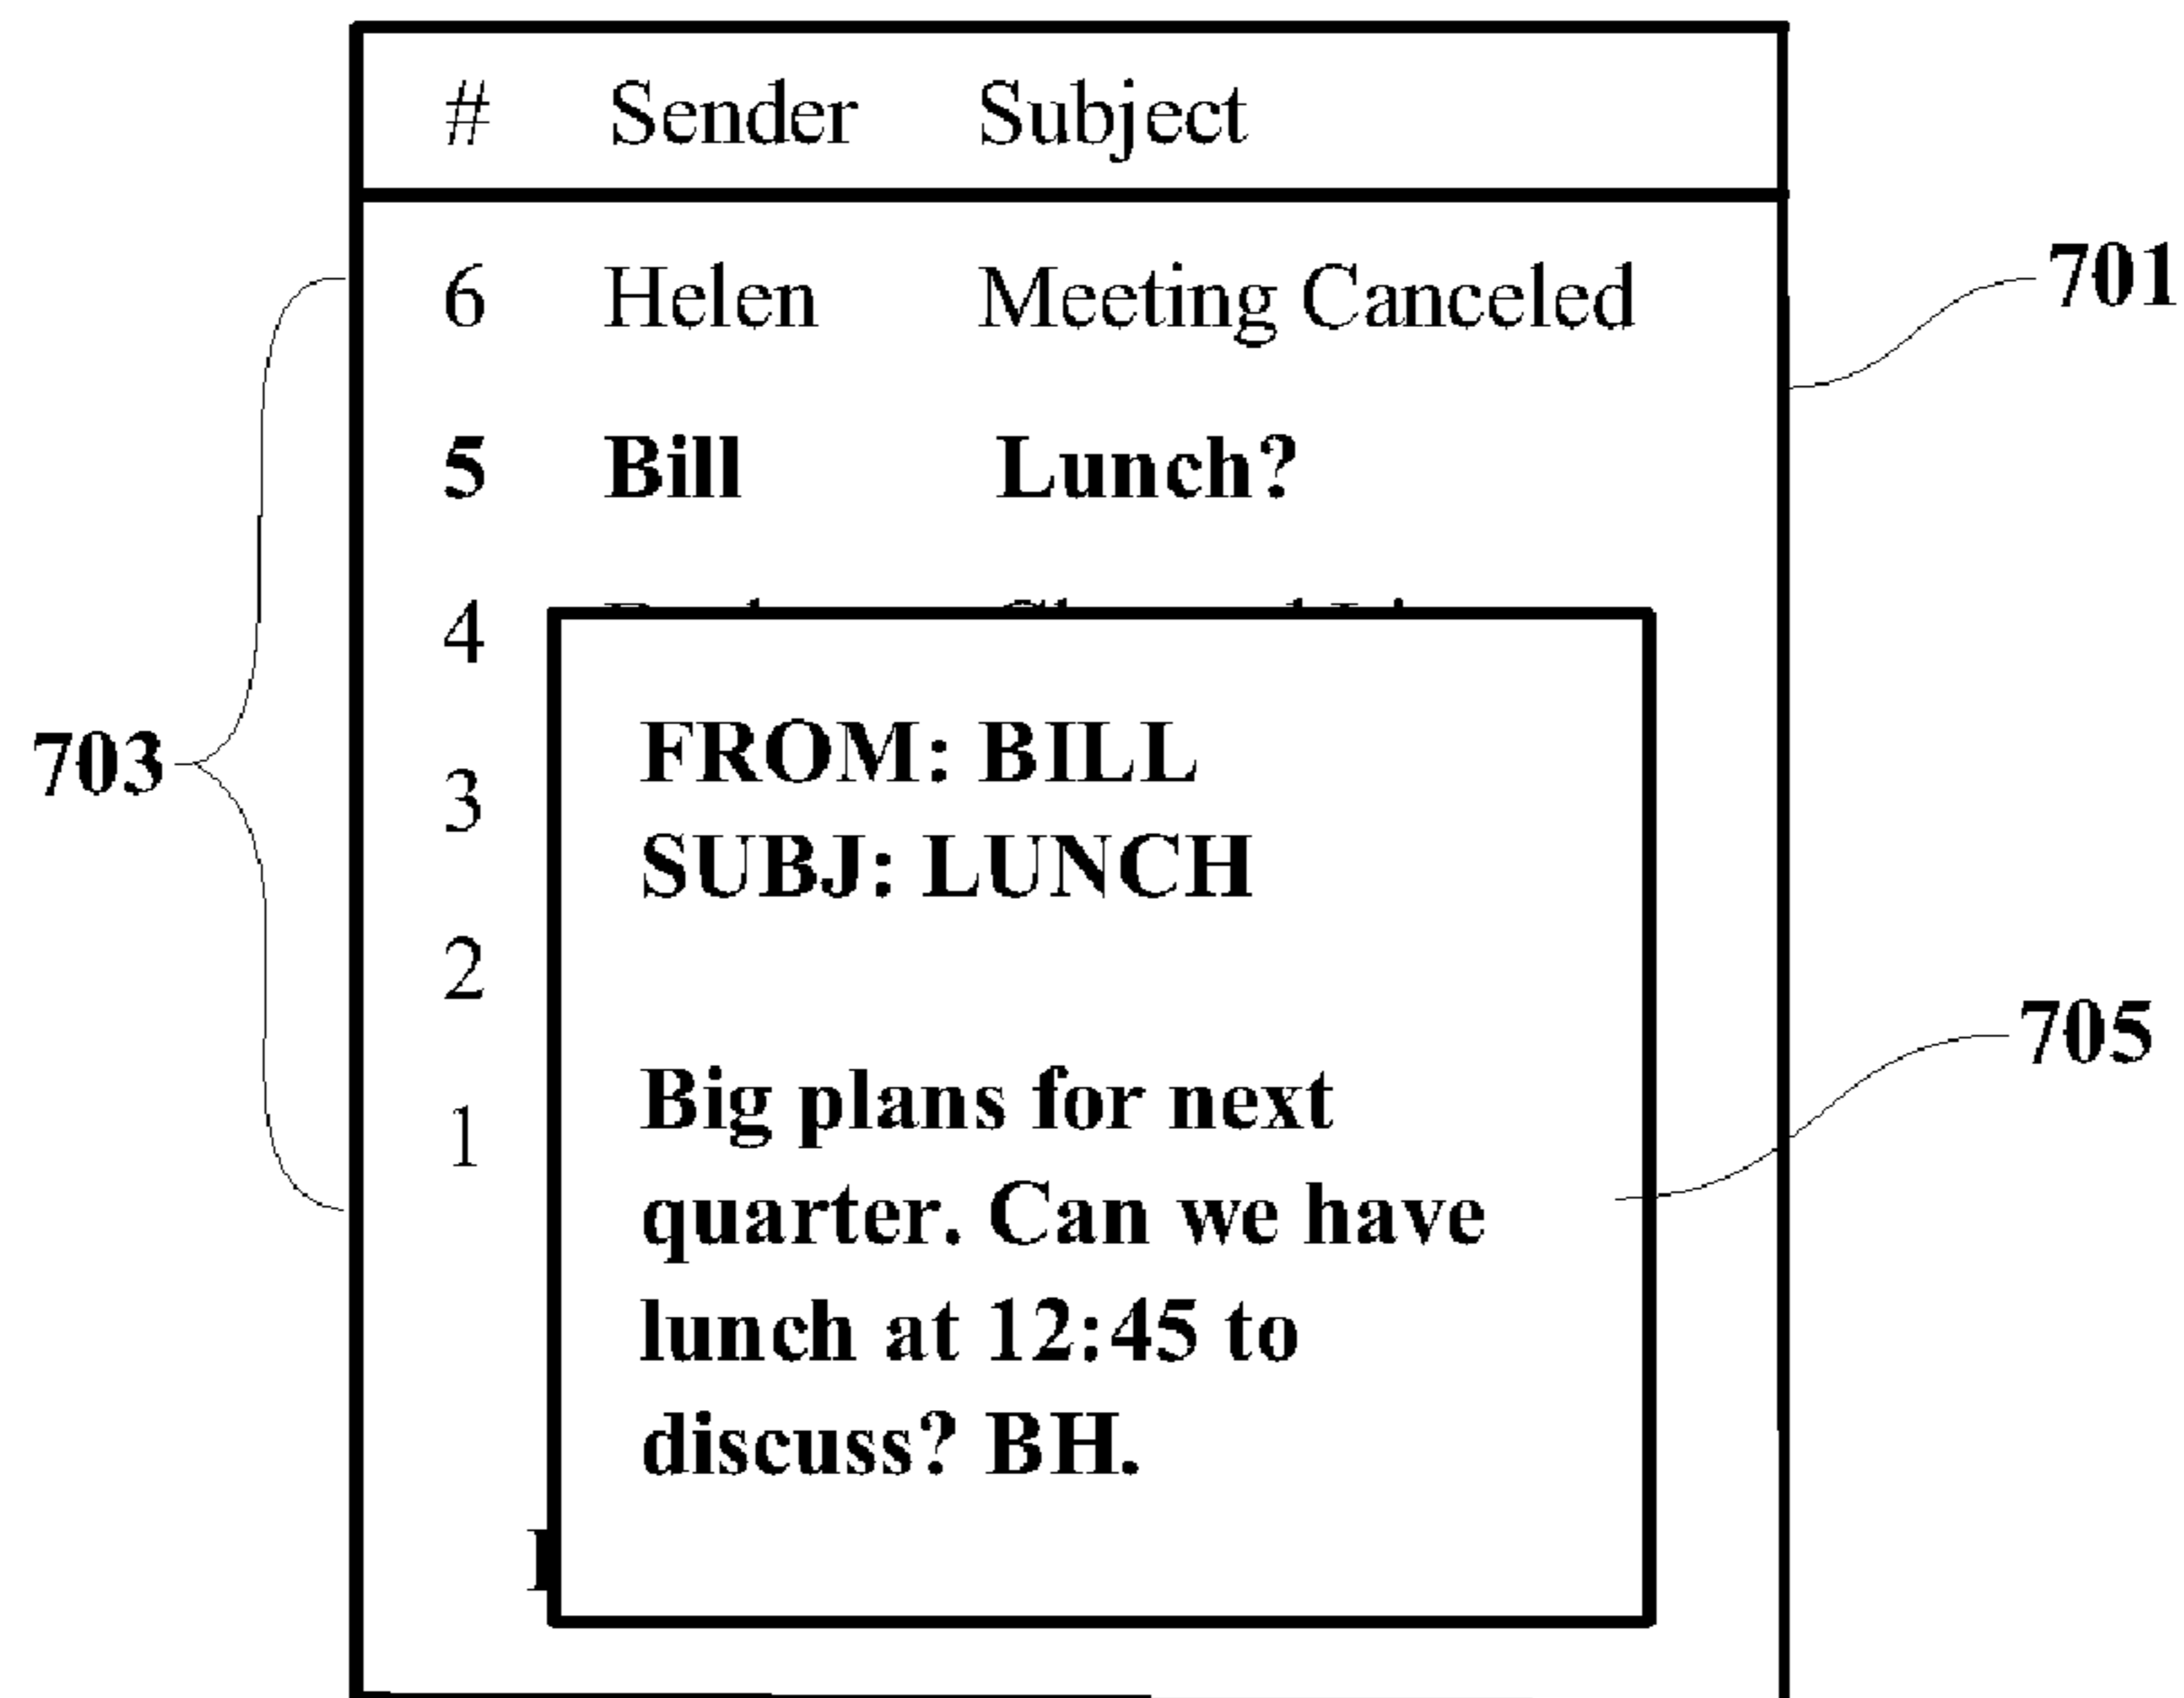 # Sender Subject
6 Helen Meeting Canceled
701
5 Bill Lunch?
4
703
3
2
1
FROM: BILL
SUBJ: LUNCH
Big plans for next
quarter. Can we have
lunch at 12:45 to
discuss? BH.
705